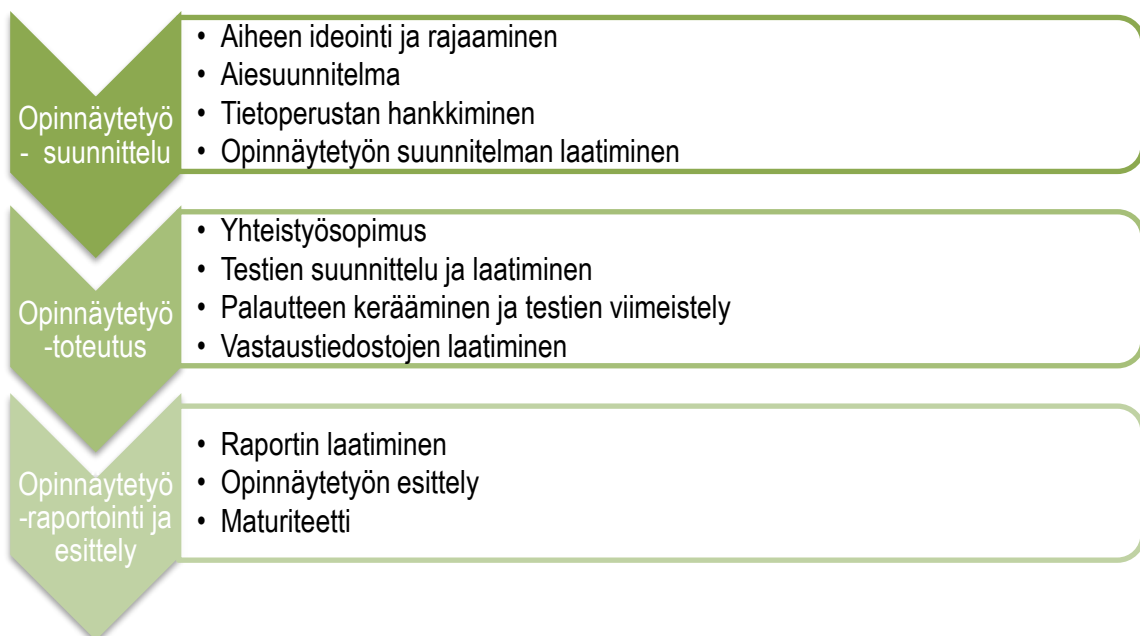 Opinnäytetyö
- suunnittelu
• Aiheen ideointi ja rajaaminen
• Aiesuunnitelma
• Tietoperustan hankkiminen
• Opinnäytetyön suunnitelman laatiminen
Opinnäytetyö
-toteutus
• Yhteistyösopimus
• Testien suunnittelu ja laatiminen
• Palautteen kerääminen ja testien viimeistely
• Vastaustiedostojen laatiminen
Opinnäytetyö
-raportointi ja
esittely
• Raportin laatiminen
• Opinnäytetyön esittely
• Maturiteetti